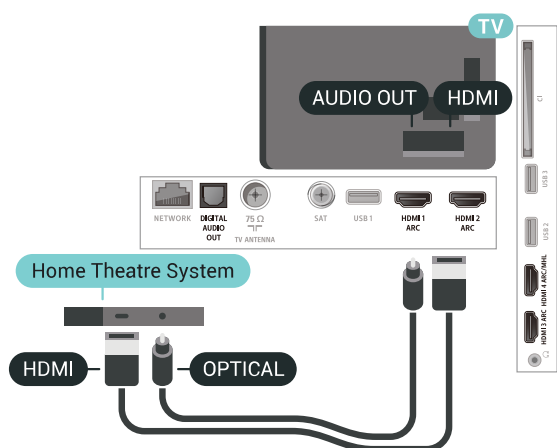 TV
AUDIO OUT
HDMI
CI
USB 3
USB 2
HDMI 4 ARC/MHL
HDMI 3 ARC
NETWORK
DIGITAL
AUDIO
OUT
75 Ω
TV ANTENNA
SAT
USB 1
HDMI 1
ARC
HDMI 2
ARC
Home Theatre System
HDMI
OPTICAL